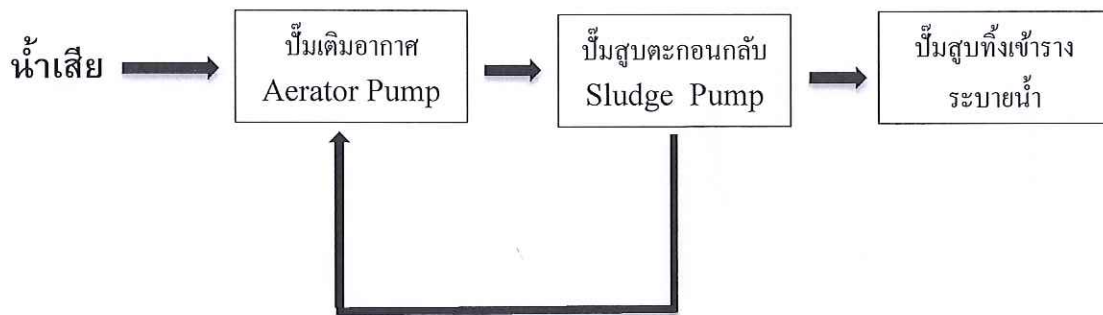 น้ำเสีย
ปั๊มเติมอากาศ
Aerator Pump
ปั๊มสูบตะกอนกลับ
Sludge Pump
ปั๊มสูบทิ้งเข้าราง
ระบายน้ำ